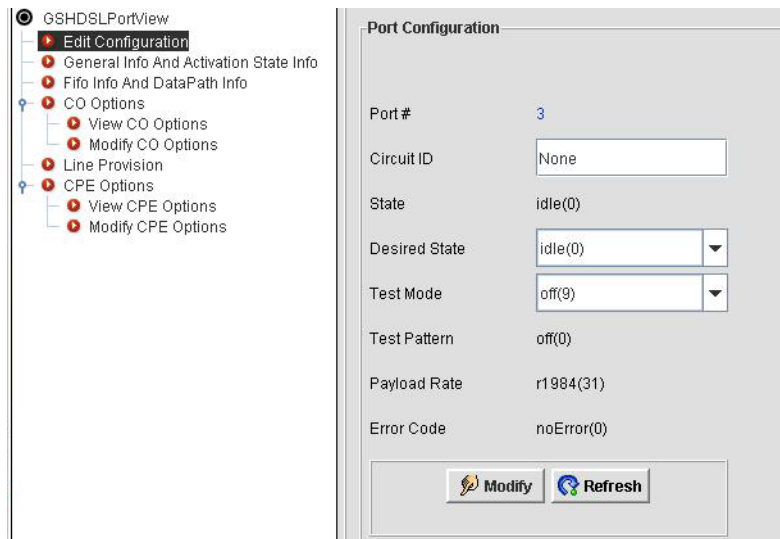 GSHDSLPortView
Edit Configuration
General Info And Activation State Info
Fifo Info And DataPath Info
CO Options
View CO Options
Modify CO Options
Line Provision
CPE Options
View CPE Options
Modify CPE Options
Port Configuration
Port # 3
Circuit ID None
State idle(0)
Desired State idle(0)
Test Mode off(9)
Test Pattern off(0)
Payload Rate r1984(31)
Error Code noError(0)
Modify Refresh